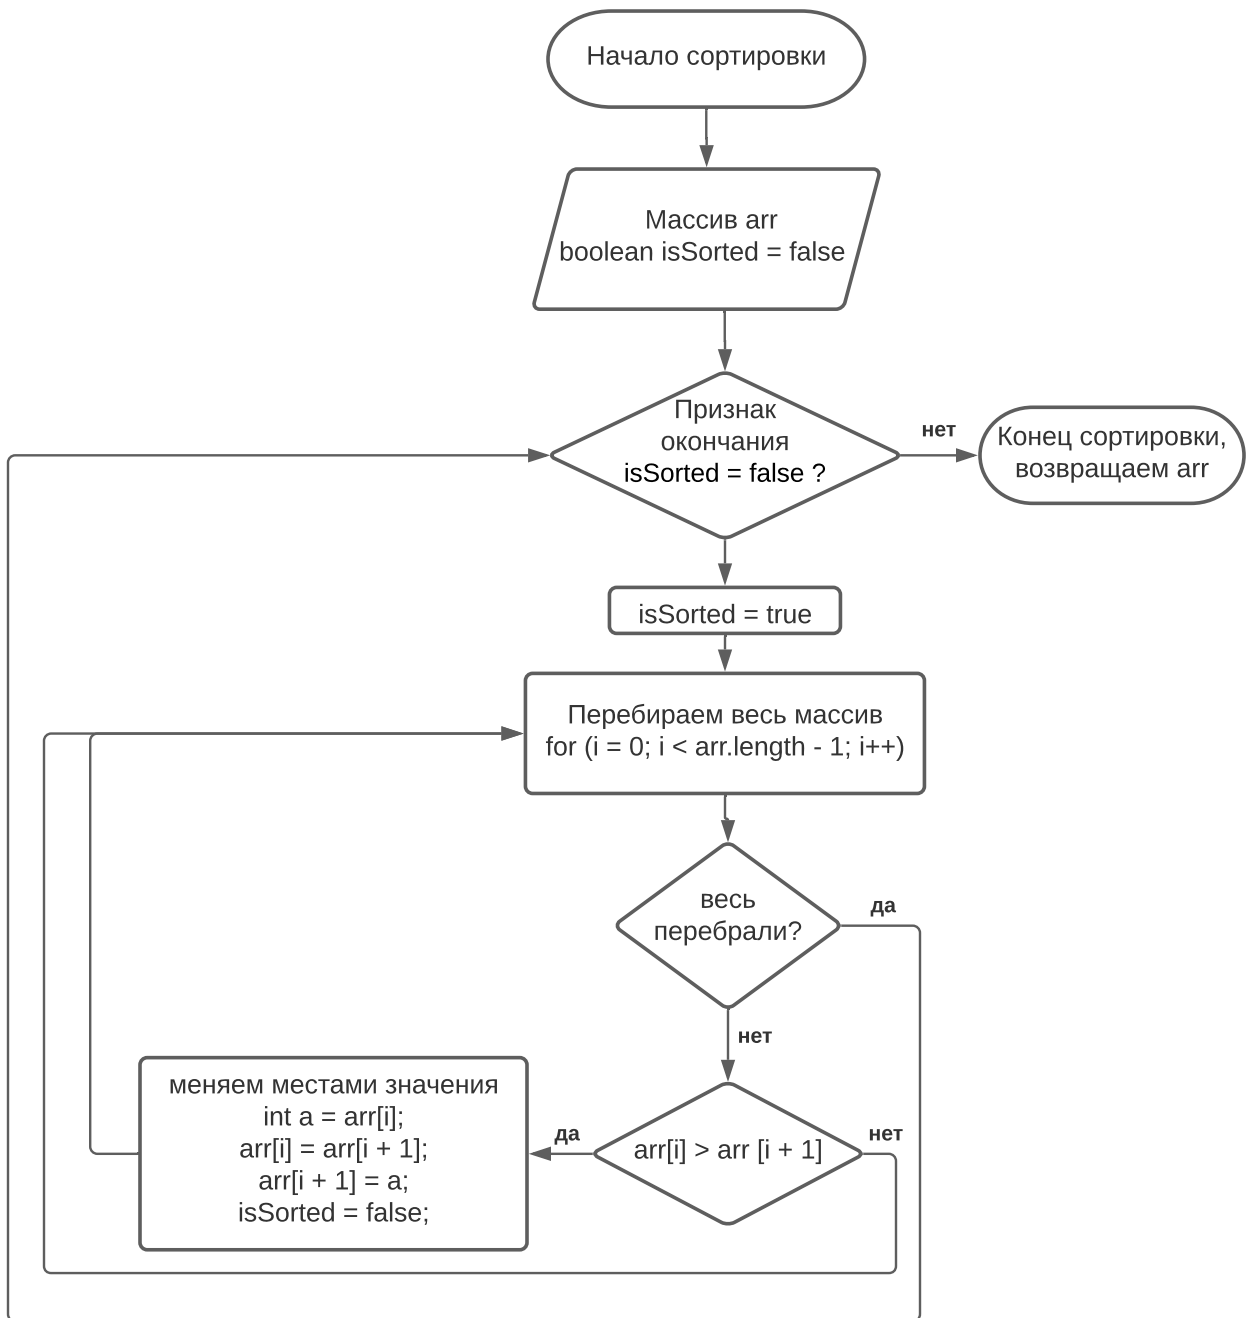 Начало сортировки
Массив arr
boolean isSorted = false
Признак
окончания
isSorted = false ?
нет
Конец сортировки,
возвращаем arr
isSorted = true
Перебираем весь массив
for (i = 0; i < arr.length - 1; i++)
весь
перебрали?
да
нет
arr[i] > arr [i + 1]
да
нет
меняем местами значения
int a = arr[i];
arr[i] = arr[i + 1];
arr[i + 1] = a;
isSorted = false;